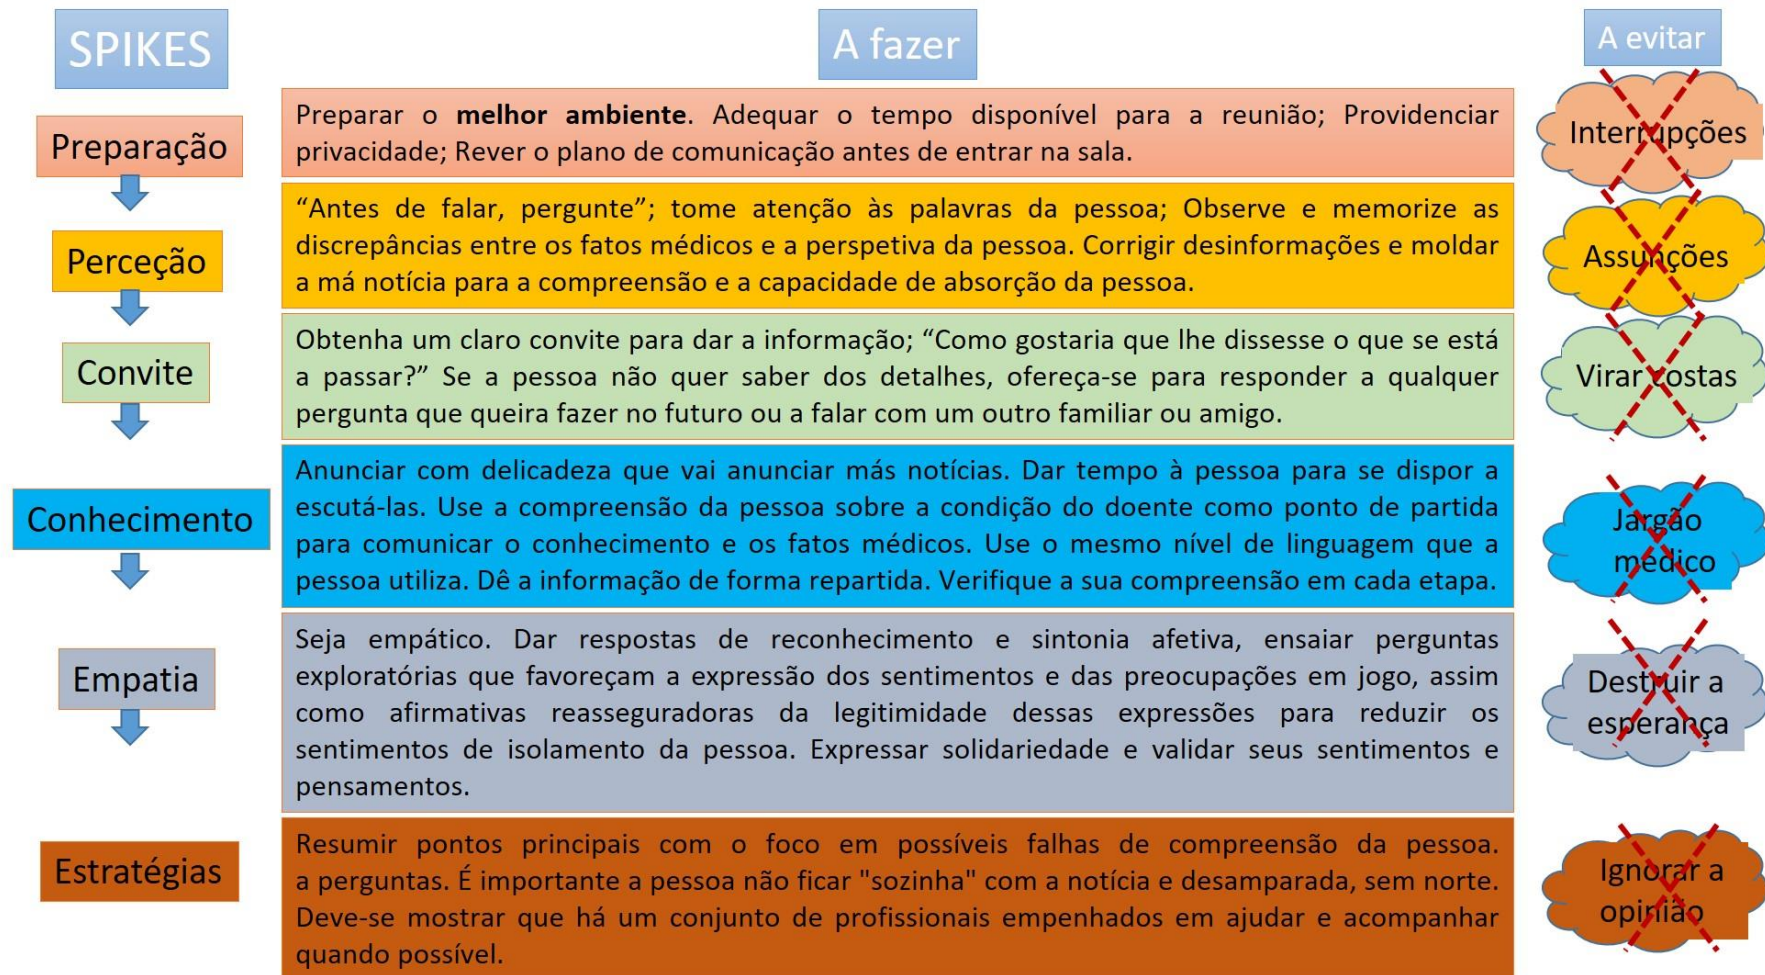 SPIKES
A fazer
A evitar
Preparação
Preparar o melhor ambiente. Adequar o tempo disponível para a reunião; Providenciar
privacidade; Rever o plano de comunicação antes de entrar na sala.
Interrupções
Perceção
“Antes de falar, pergunte”; tome atenção às palavras da pessoa; Observe e memorize as
discrepâncias entre os fatos médicos e a perspetiva da pessoa. Corrigir desinformações e moldar
a má notícia para a compreensão e a capacidade de absorção da pessoa.
Assunções
Convite
Obtenha um claro convite para dar a informação; “Como gostaria que lhe dissesse o que se está
a passar?” Se a pessoa não quer saber dos detalhes, ofereça-se para responder a qualquer
pergunta que queira fazer no futuro ou a falar com um outro familiar ou amigo.
Virar costas
Conhecimento
Anunciar com delicadeza que vai anunciar más notícias. Dar tempo à pessoa para se dispor a
escutá-las. Use a compreensão da pessoa sobre a condição do doente como ponto de partida
para comunicar o conhecimento e os fatos médicos. Use o mesmo nível de linguagem que a
pessoa utiliza. Dê a informação de forma repartida. Verifique a sua compreensão em cada etapa.
Jargão
médico
Empatia
Seja empático. Dar respostas de reconhecimento e sintonia afetiva, ensaiar perguntas
exploratórias que favoreçam a expressão dos sentimentos e das preocupações em jogo, assim
como afirmativas reasseguradoras da legitimidade dessas expressões para reduzir os
sentimentos de isolamento da pessoa. Expressar solidariedade e validar seus sentimentos e
pensamentos.
Destruir a
esperança
Estratégias
Resumir pontos principais com o foco em possíveis falhas de compreensão da pessoa.
a perguntas. É importante a pessoa não ficar "sozinha" com a notícia e desamparada, sem norte.
Deve-se mostrar que há um conjunto de profissionais empenhados em ajudar e acompanhar
quando possível.
Ignorar a
opinião